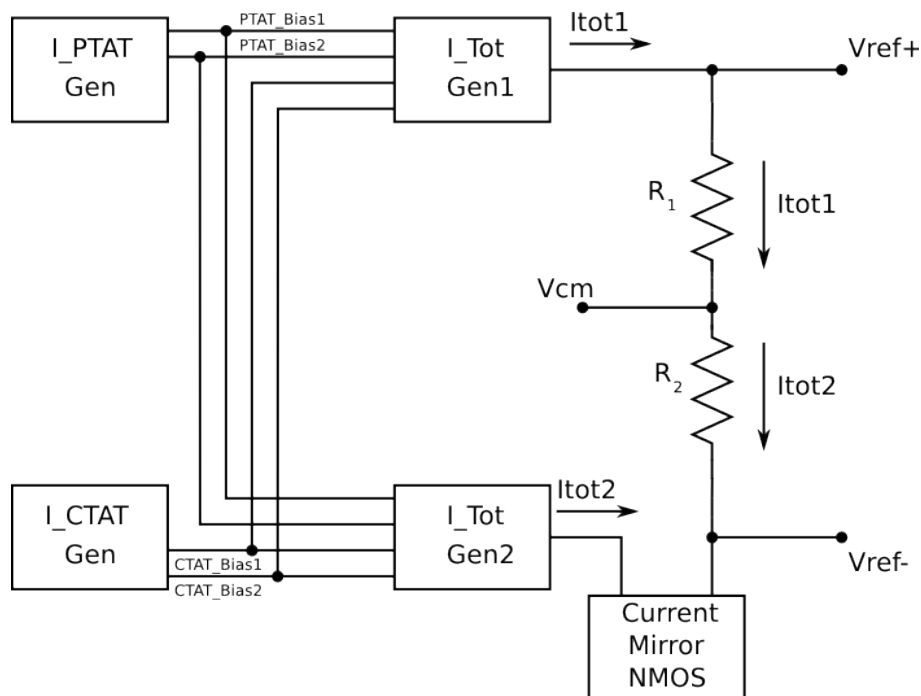 I_PTAT
Gen
PTAT_Bias1
PTAT_Bias2
I_Tot
Gen1
Itot1
Vref+
R1
Itot1
Vcm
R2
Itot2
I_CTAT
Gen
CTAT_Bias1
CTAT_Bias2
I_Tot
Gen2
Itot2
Vref-
Current
Mirror
NMOS